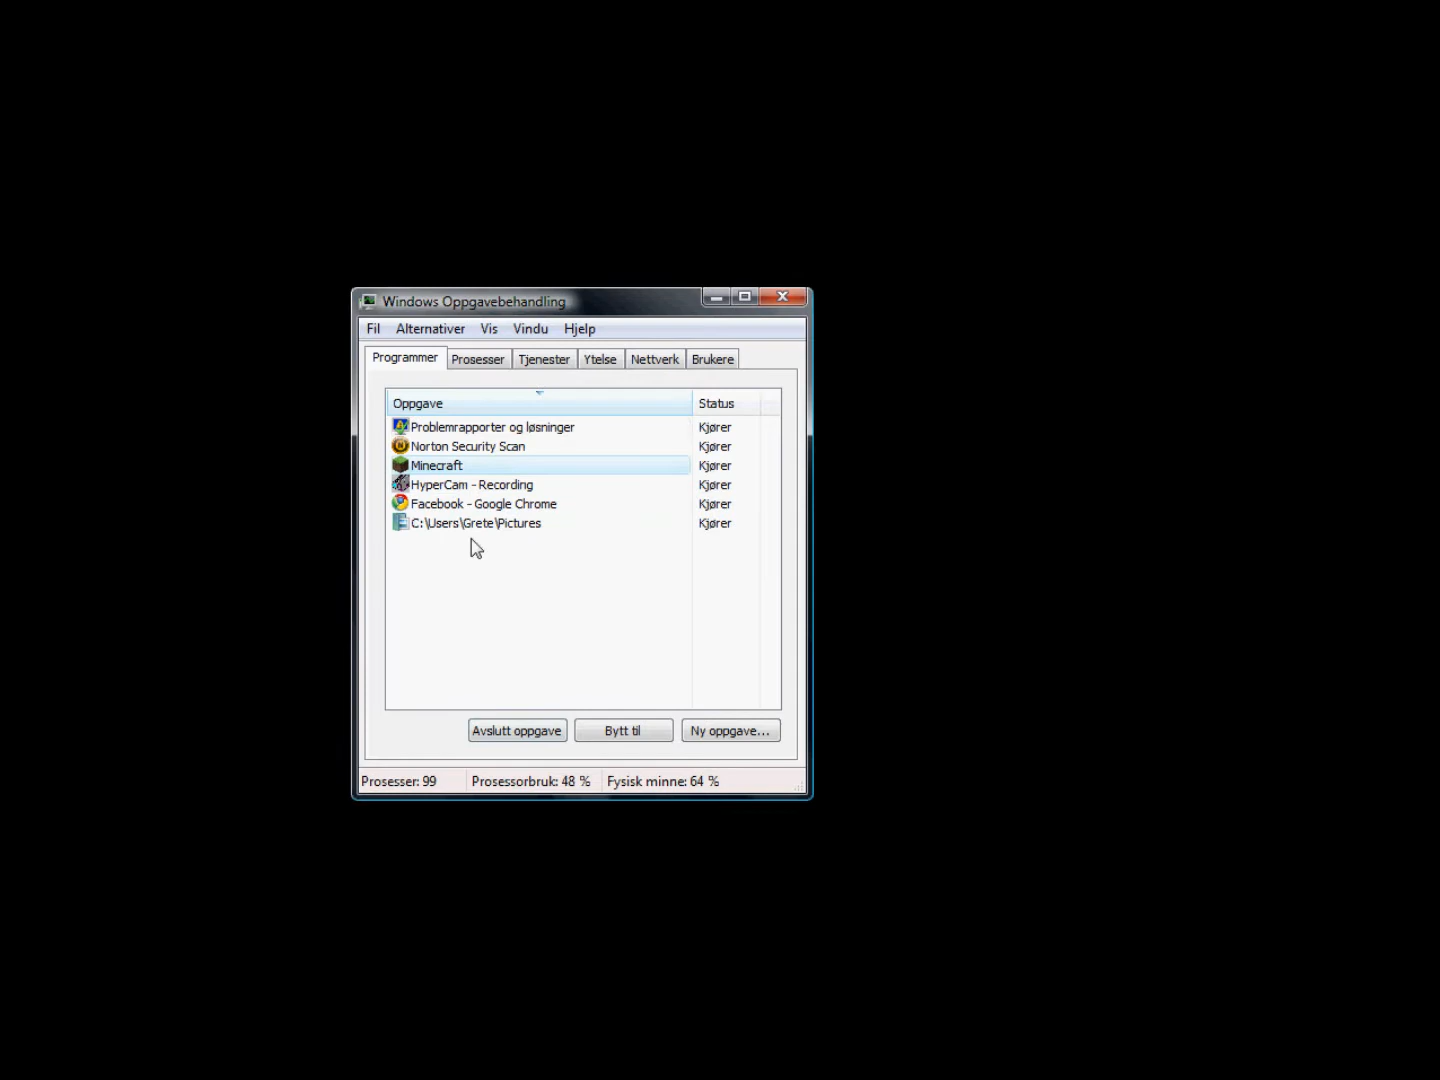 Windows Oppgavebehandling
Fil Alternativer Vis Vindu Hjelp
Programmer Prosesser Tjenester Ytelse Nettverk Brukere
Oppgave Status
Problemrapporter og løsninger Kjører
Norton Security Scan Kjører
Minecraft Kjører
HyperCam - Recording Kjører
Facebook - Google Chrome Kjører
C:\Users\Grete\Pictures Kjører
Avslutt oppgave Bytt til Ny oppgave...
Prosesser: 99 Prosessorbruk: 48 % Fysisk minne: 64 %